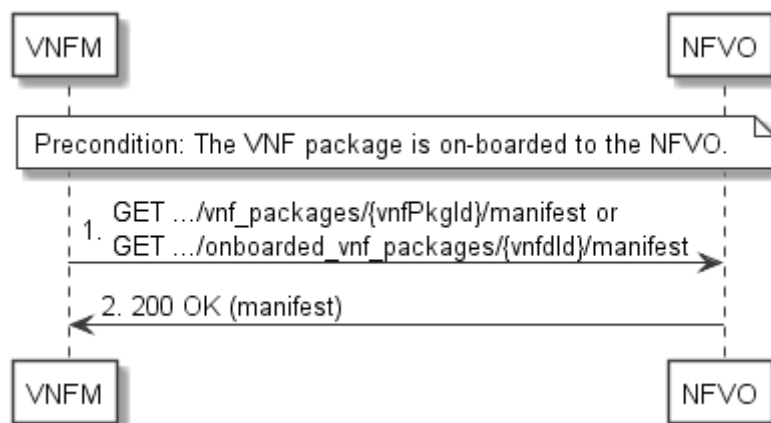 VNFM NFVO
Precondition: The VNF package is on-boarded to the NFVO.
1. GET .../vnf_packages/{vnfPkgId}/manifest or
GET .../onboarded_vnf_packages/{vnfdId}/manifest
2. 200 OK (manifest)
VNFM NFVO